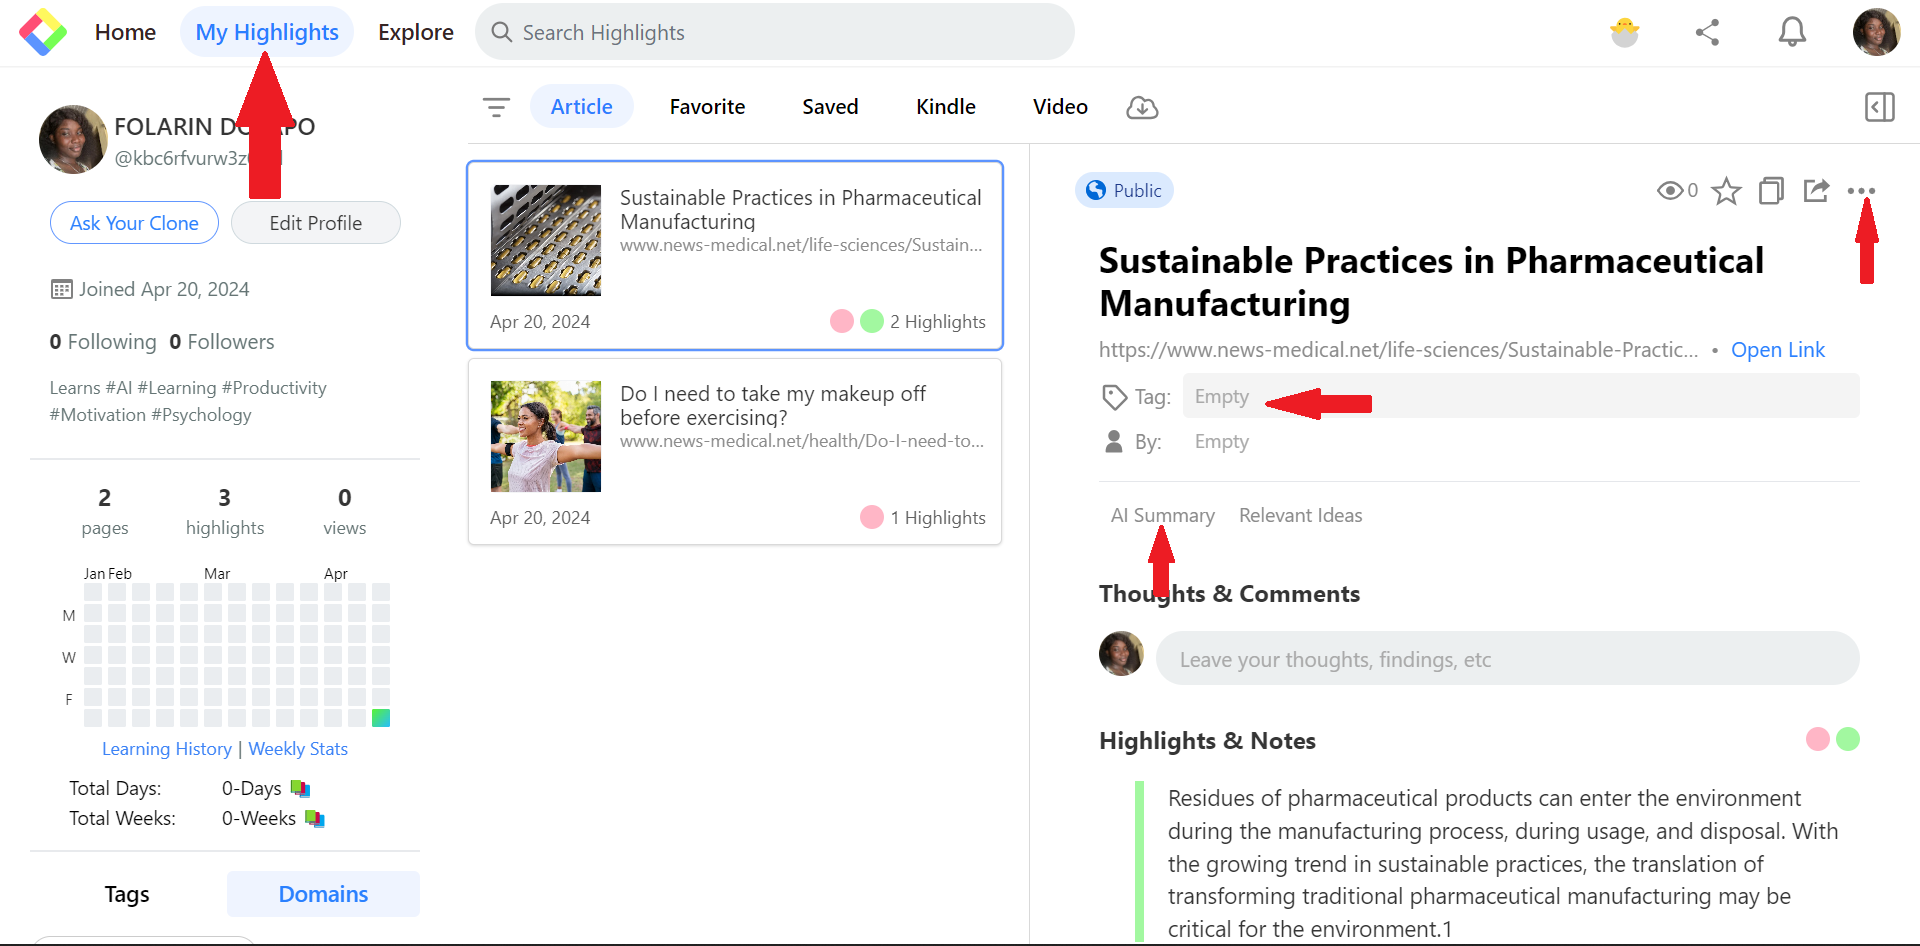 Home
My Highlights
Explore
Search Highlights
FOLARIN
@kbc6rfvurw3z
Ask Your Clone
Edit Profile
Joined Apr 20, 2024
0 Following 0 Followers
Learns #AI #Learning #Productivity
#Motivation #Psychology
2
3
0
pages
highlights
views
Jan Feb Mar Apr
M
W
F
Learning History | Weekly Stats
Total Days: 0-Days
Total Weeks: 0-Weeks
Tags
Domains
Article
Favorite
Saved
Kindle
Video
Sustainable Practices in Pharmaceutical
Manufacturing
www.news-medical.net/life-sciences/Sustain...
Apr 20, 2024
2 Highlights
Do I need to take my makeup off
before exercising?
www.news-medical.net/health/Do-I-need-to...
Apr 20, 2024
1 Highlights
Public
0
Sustainable Practices in Pharmaceutical
Manufacturing
https://www.news-medical.net/life-sciences/Sustainable-Practic... • Open Link
Tag: Empty
By: Empty
AI Summary
Relevant Ideas
Thoughts & Comments
Leave your thoughts, findings, etc
Highlights & Notes
Residues of pharmaceutical products can enter the environment
during the manufacturing process, during usage, and disposal. With
the growing trend in sustainable practices, the translation of
transforming traditional pharmaceutical manufacturing may be
critical for the environment.1